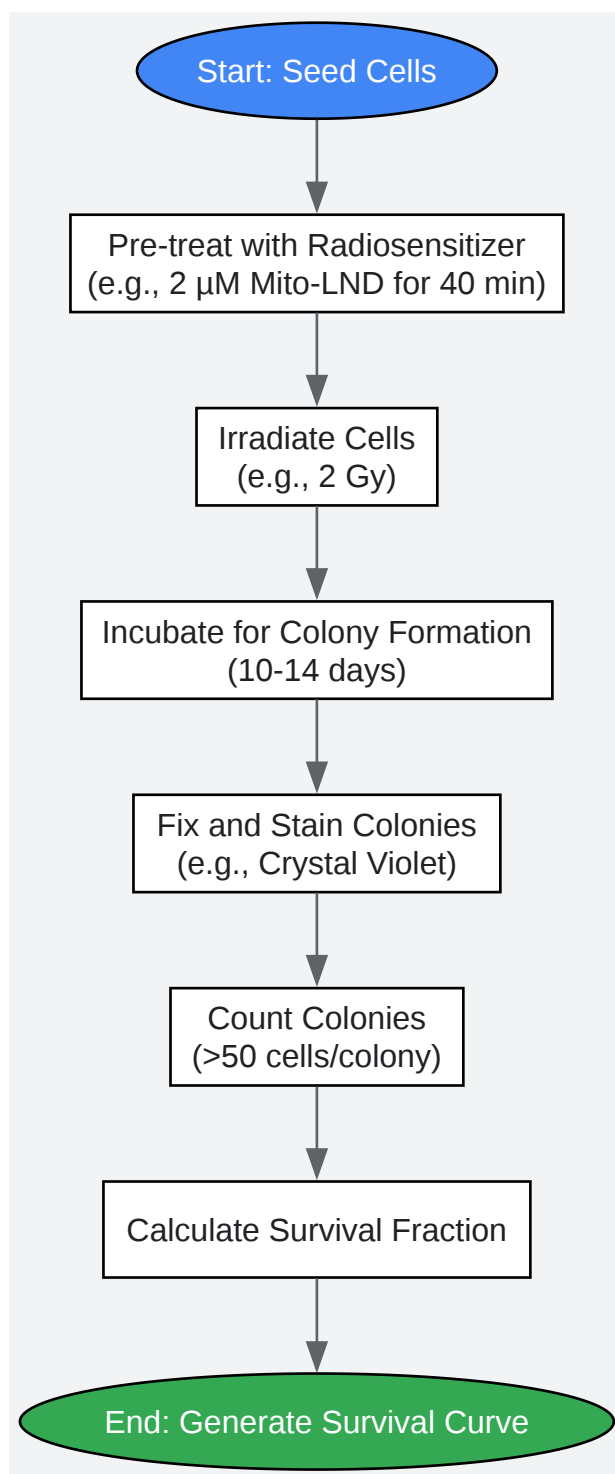 Start: Seed Cells
Pre-treat with Radiosensitizer
(e.g., 2 µM Mito-LND for 40 min)
Irradiate Cells
(e.g., 2 Gy)
Incubate for Colony Formation
(10-14 days)
Fix and Stain Colonies
(e.g., Crystal Violet)
Count Colonies
(>50 cells/colony)
Calculate Survival Fraction
End: Generate Survival Curve